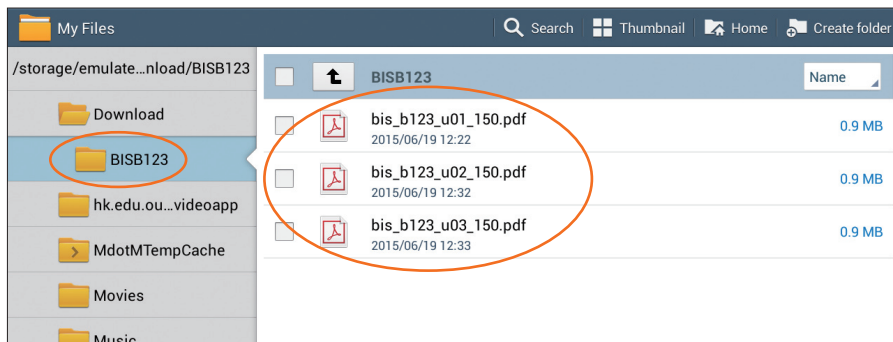 My Files
Search
Thumbnail
Home
Create folder
/storage/emulate...nload/BISB123
Download
BISB123
hk.edu.ou...videoapp
MdotMTempCache
Movies
Music
BISB123
Name
bis_b123_u01_150.pdf
2015/06/19 12:22
0.9 MB
bis_b123_u02_150.pdf
2015/06/19 12:32
0.9 MB
bis_b123_u03_150.pdf
2015/06/19 12:33
0.9 MB